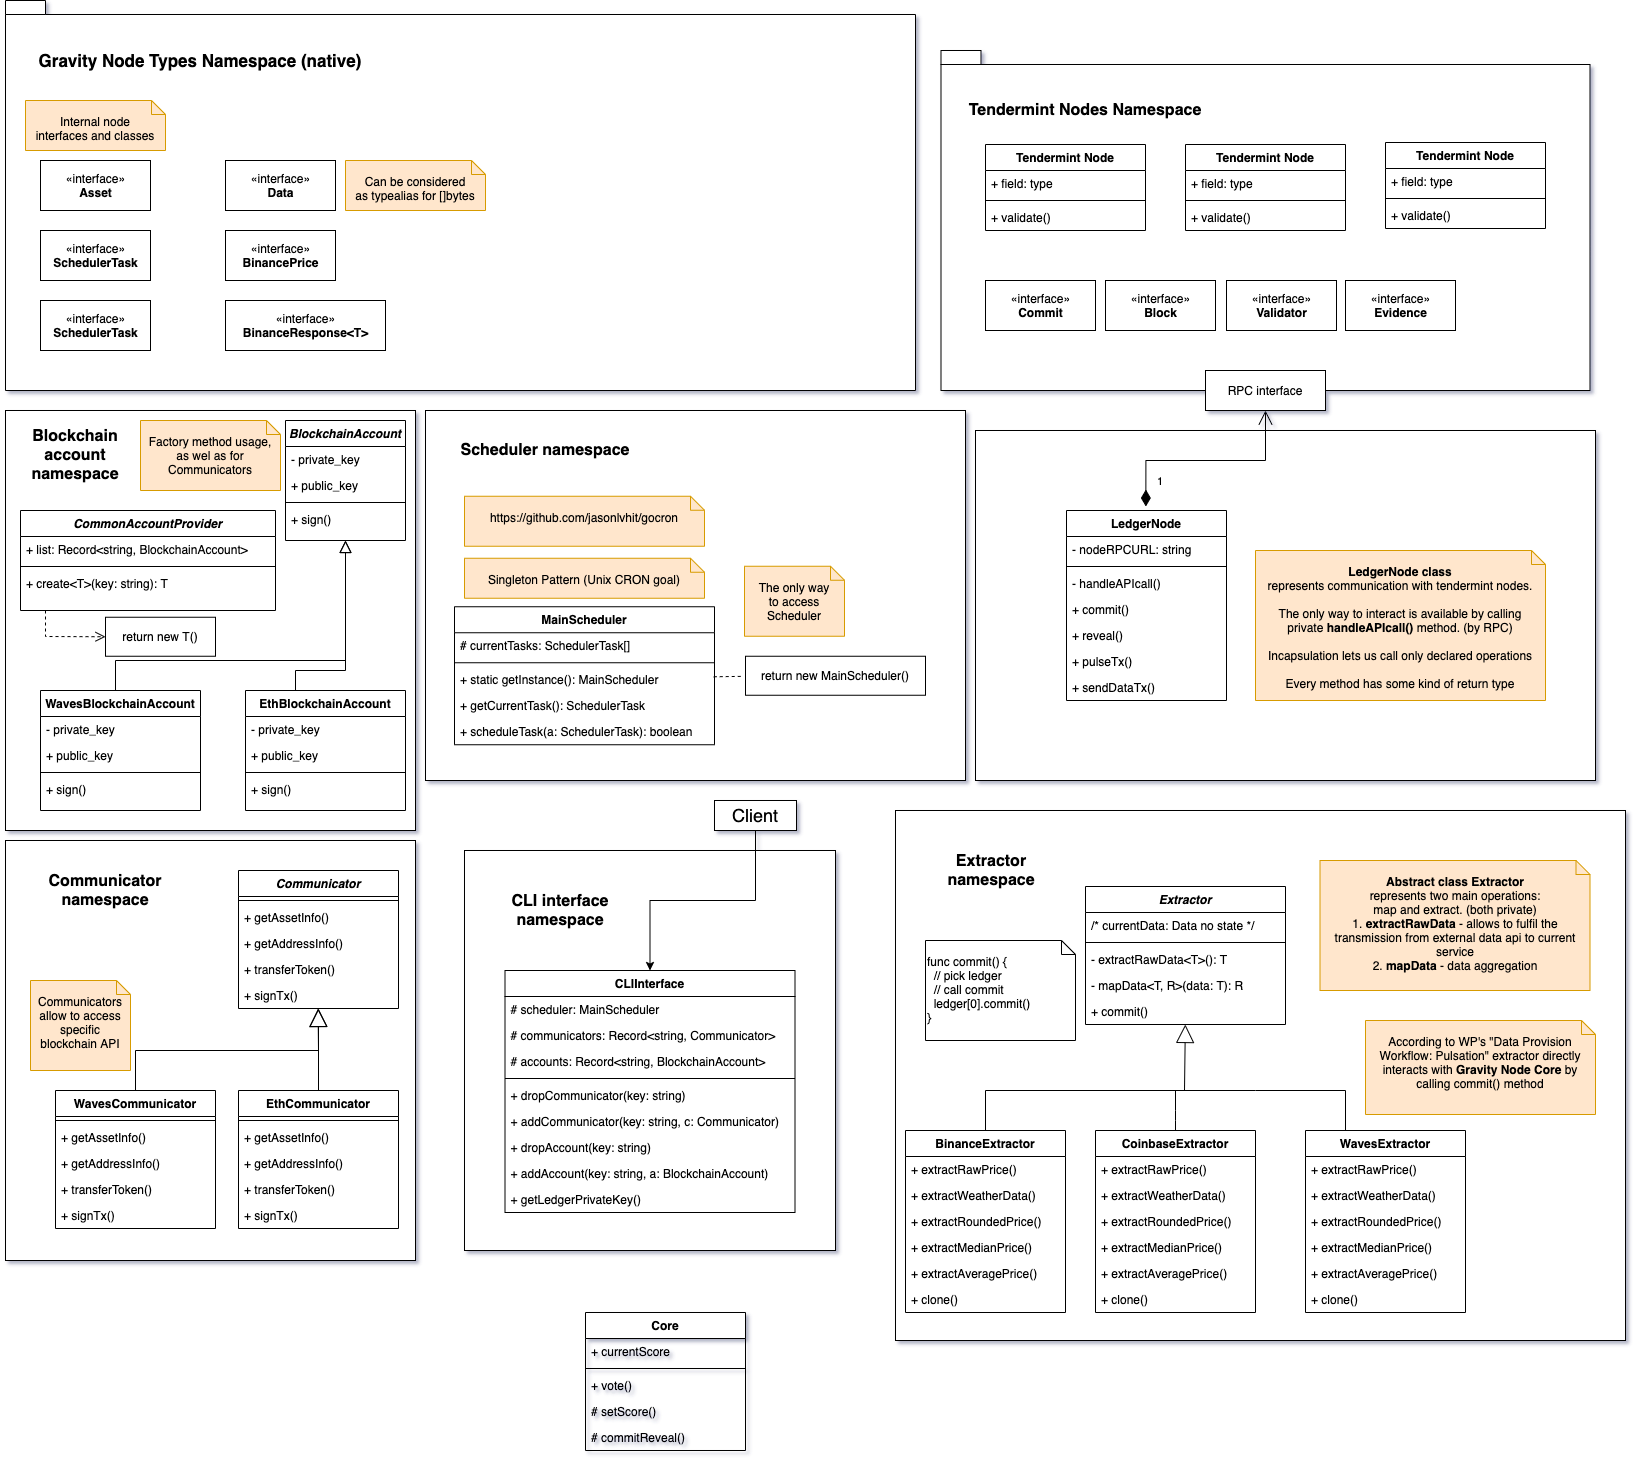 Gravity Node Types Namespace (native)
Internal node
interfaces and classes
«interface»
Asset
«interface»
Data
Can be considered
as typealias for []bytes
«interface»
SchedulerTask
«interface»
BinancePrice
«interface»
SchedulerTask
«interface»
BinanceResponse<T>
Tendermint Nodes Namespace
Tendermint Node
+ field: type
+ validate()
Tendermint Node
+ field: type
+ validate()
Tendermint Node
+ field: type
+ validate()
«interface»
Commit
«interface»
Block
«interface»
Validator
«interface»
Evidence
RPC interface
Blockchain
account
namespace
Factory method usage,
as wel as for
Communicators
BlockchainAccount
- private_key
+ public_key
+ sign()
CommonAccountProvider
+ list: Record<string, BlockchainAccount>
+ create<T>(key: string): T
return new T()
WavesBlockchainAccount
- private_key
+ public_key
+ sign()
EthBlockchainAccount
- private_key
+ public_key
+ sign()
Scheduler namespace
https://github.com/jasonlvhit/gocron
Singleton Pattern (Unix CRON goal)
The only way
to access
Scheduler
MainScheduler
# currentTasks: SchedulerTask[]
+ static getInstance(): MainScheduler
+ getCurrentTask(): SchedulerTask
+ scheduleTask(a: SchedulerTask): boolean
return new MainScheduler()
1
LedgerNode
- nodeRPCURL: string
- handleAPIcall()
+ commit()
+ reveal()
+ pulseTx()
+ sendDataTx()
LedgerNode class
represents communication with tendermint nodes.
The only way to interact is available by calling
private handleAPIcall() method. (by RPC)
Incapsulation lets us call only declared operations
Every method has some kind of return type
Communicator
namespace
Communicator
+ getAssetInfo()
+ getAddressInfo()
+ transferToken()
+ signTx()
Communicators
allow to access
specific
blockchain API
WavesCommunicator
+ getAssetInfo()
+ getAddressInfo()
+ transferToken()
+ signTx()
EthCommunicator
+ getAssetInfo()
+ getAddressInfo()
+ transferToken()
+ signTx()
Client
CLI interface
namespace
CLIInterface
# scheduler: MainScheduler
# communicators: Record<string, Communicator>
# accounts: Record<string, BlockchainAccount>
+ dropCommunicator(key: string)
+ addCommunicator(key: string, c: Communicator)
+ dropAccount(key: string)
+ addAccount(key: string, a: BlockchainAccount)
+ getLedgerPrivateKey()
Extractor
namespace
Extractor
/* currentData: Data no state */
- extractRawData<T>(): T
- mapData<T, R>(data: T): R
+ commit()
func commit() {
// pick ledger
// call commit
ledger[0].commit()
}
Abstract class Extractor
represents two main operations:
map and extract. (both private)
1. extractRawData - allows to fulfil the
transmission from external data api to current
service
2. mapData - data aggregation
According to WP's "Data Provision
Workflow: Pulsation" extractor directly
interacts with Gravity Node Core by
calling commit() method
BinanceExtractor
+ extractRawPrice()
+ extractWeatherData()
+ extractRoundedPrice()
+ extractMedianPrice()
+ extractAveragePrice()
+ clone()
CoinbaseExtractor
+ extractRawPrice()
+ extractWeatherData()
+ extractRoundedPrice()
+ extractMedianPrice()
+ extractAveragePrice()
+ clone()
WavesExtractor
+ extractRawPrice()
+ extractWeatherData()
+ extractRoundedPrice()
+ extractMedianPrice()
+ extractAveragePrice()
+ clone()
Core
+ currentScore
+ vote()
# setScore()
# commitReveal()